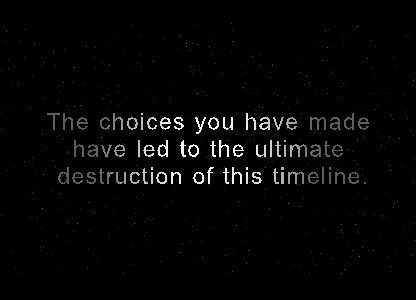 The choices you have made
have led to the ultimate
destruction of this timeline.